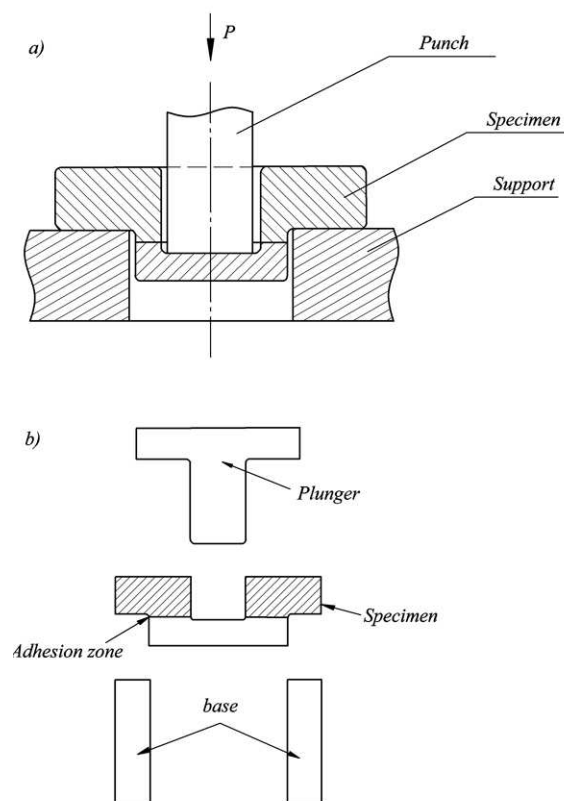 a)
P
Punch
Specimen
Support
b)
Plunger
Specimen
Adhesion zone
base